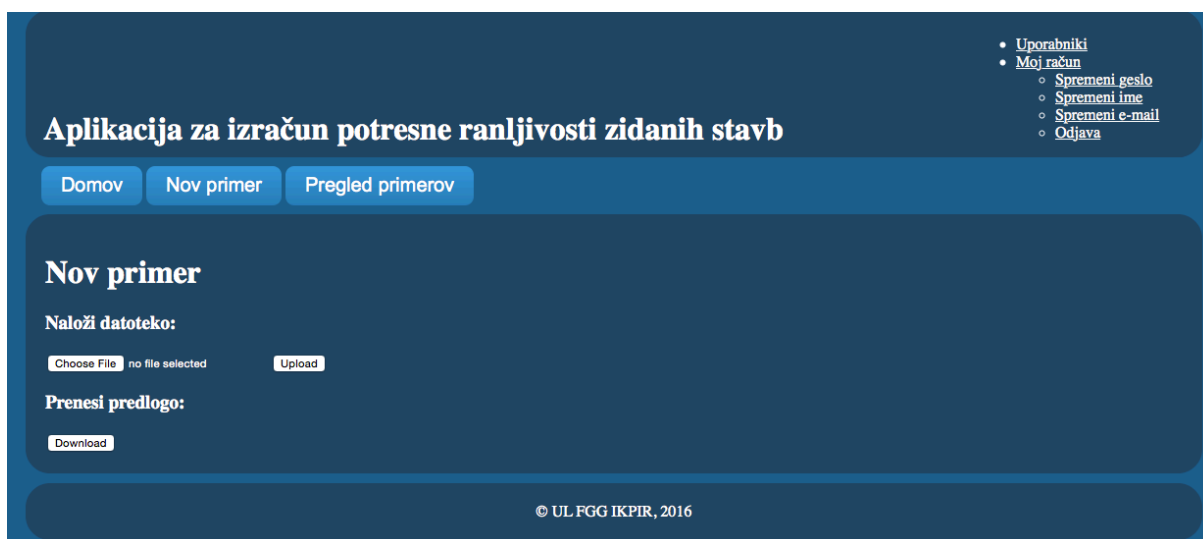 Uporabniki
Moj račun
Spremeni geslo
Spremeni ime
Spremeni e-mail
Odjava
Aplikacija za izračun potresne ranljivosti zidanih stavb
Domov
Nov primer
Pregled primerov
Nov primer
Naloži datoteko:
Choose File no file selected Upload
Prenesi predlogo:
Download
© UL FGG IKPIR, 2016